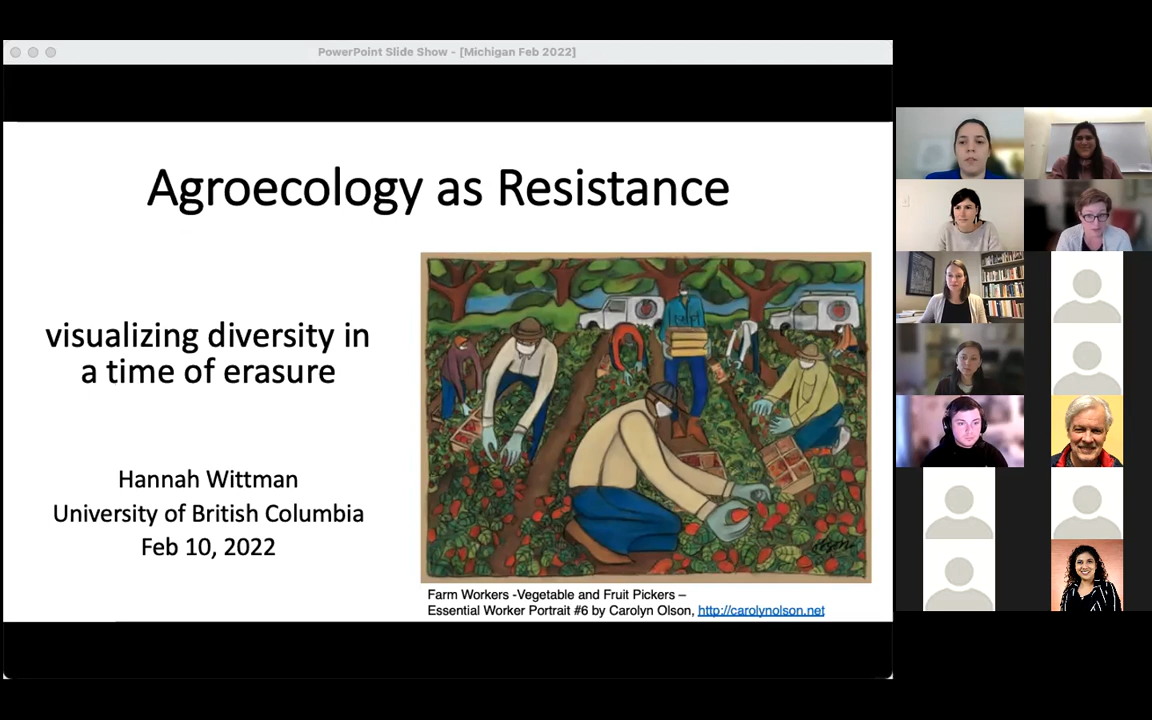 PowerPoint Slide Show - [Michigan Feb 2022]
Agroecology as Resistance
visualizing diversity in
a time of erasure
Hannah Wittman
University of British Columbia
Feb 10, 2022
Farm Workers -Vegetable and Fruit Pickers –
Essential Worker Portrait #6 by Carolyn Olson, http://carolynolson.net